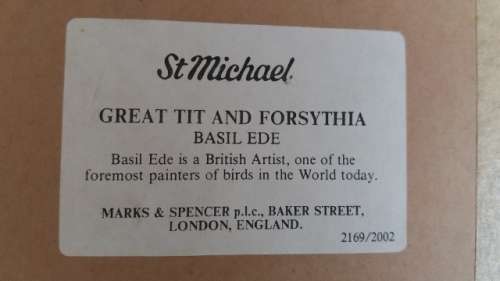 St Michael.
GREAT TIT AND FORSYTHIA
BASIL EDE
Basil Ede is a British Artist, one of the
foremost painters of birds in the World today.
MARKS & SPENCER p.l.c., BAKER STREET,
LONDON, ENGLAND.
2169/2002